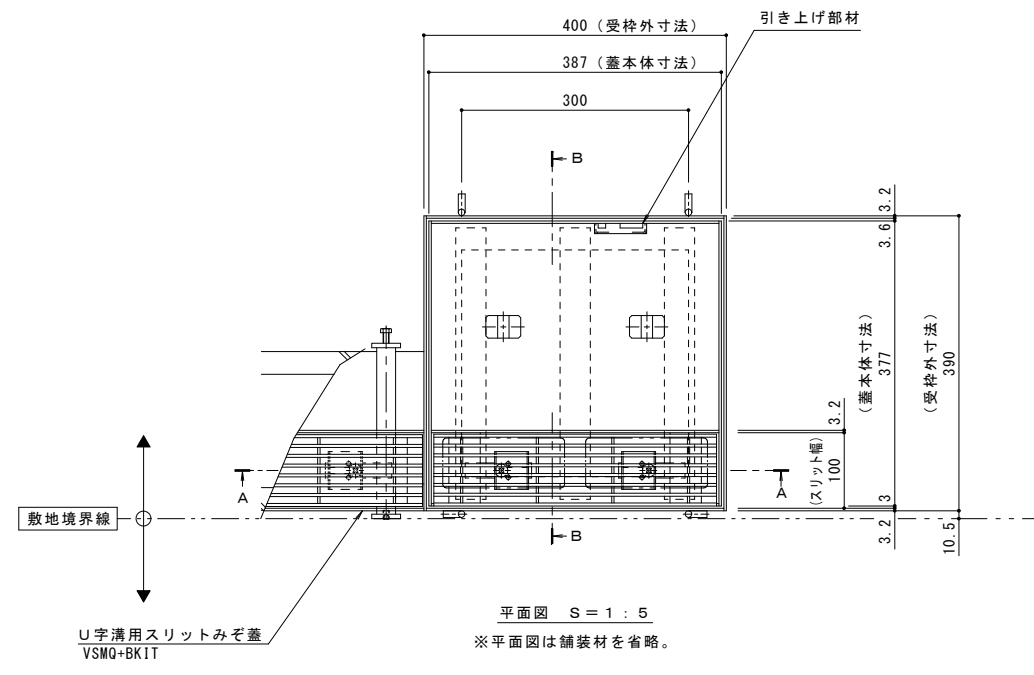 引き上げ部材
400（受枠外寸法）
387（蓋本体寸法）
300
B
3.2
3.6
（蓋本体寸法）
377
（受枠外寸法）
390
3.2
（スリット幅）
100
3
3.2
10.5
A
A
敷地境界線
B
U字溝用スリットみぞ蓋
VSMQ+BKIT
平面図　S＝1：5
※平面図は舗装材を省略。